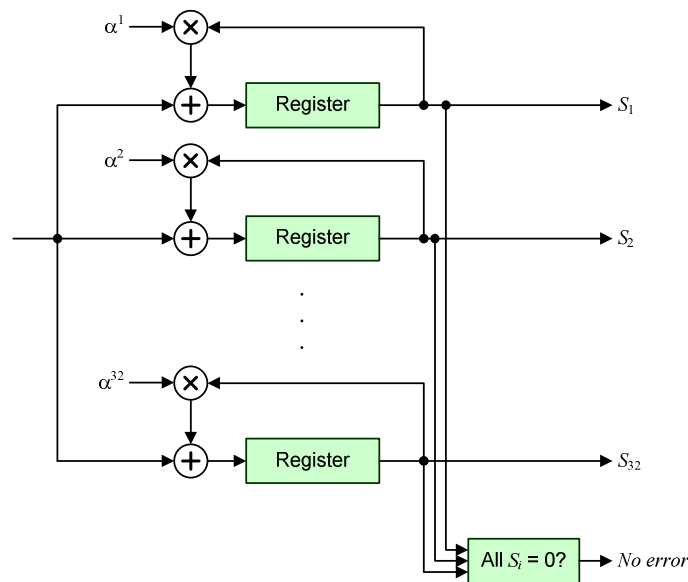 α¹
Register
S₁
α²
Register
S₂
.
.
.
α³²
Register
S₃₂
All Sᵢ = 0?
No error